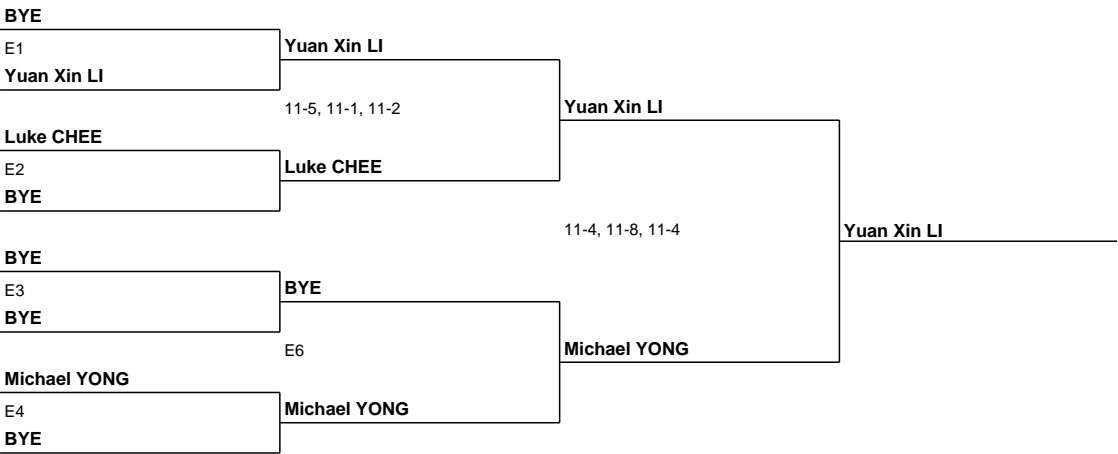 BYE
E1
Yuan Xin LI
Yuan Xin LI
11-5, 11-1, 11-2
Yuan Xin LI
Luke CHEE
E2
Luke CHEE
BYE
11-4, 11-8, 11-4
Yuan Xin LI
BYE
E3
BYE
BYE
E6
Michael YONG
Michael YONG
E4
Michael YONG
BYE